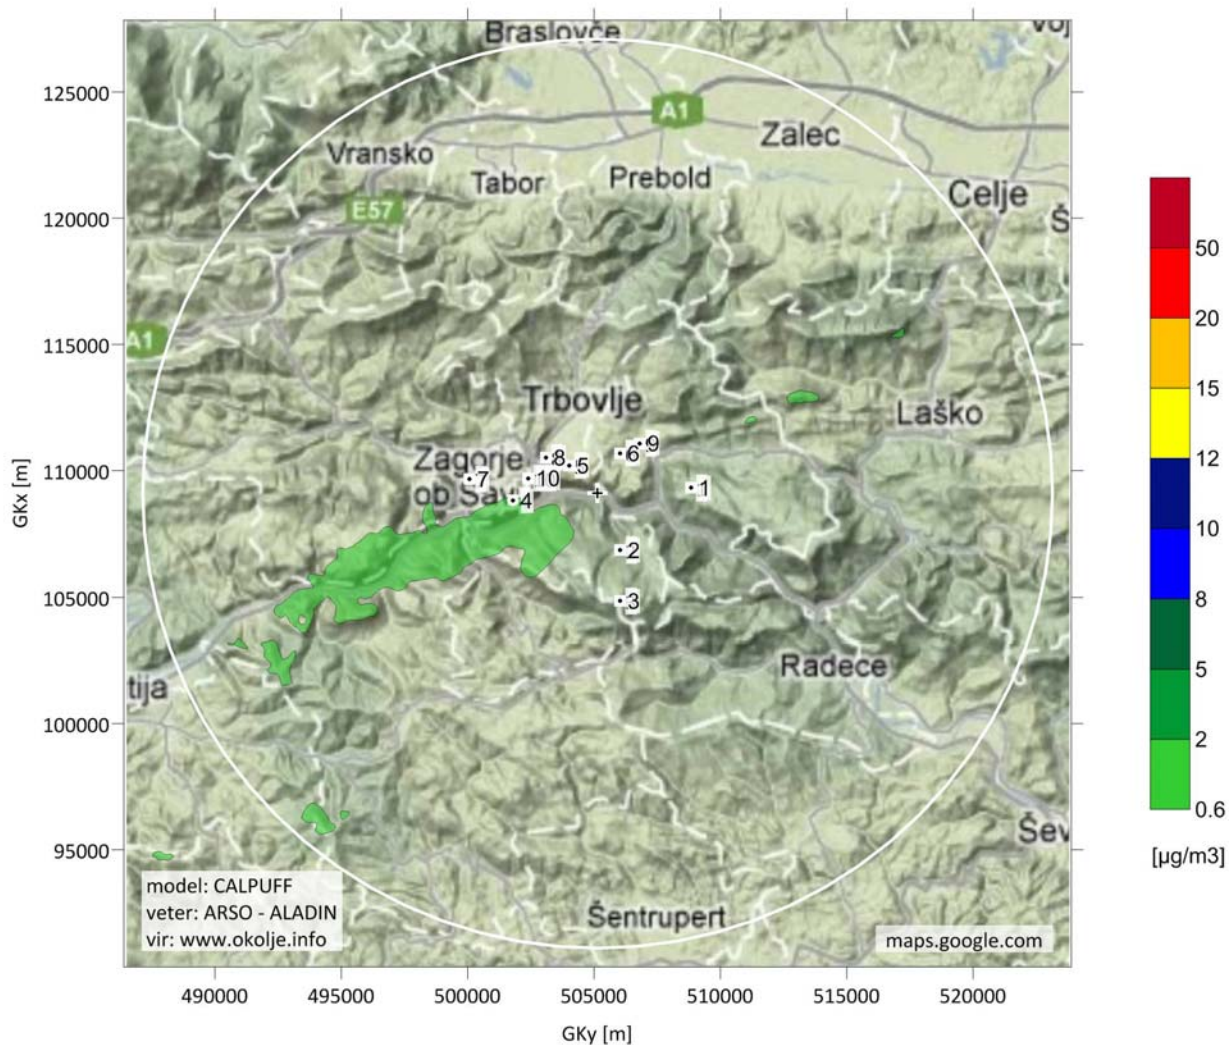 Braslovče
Voj
125000
A1
Zalec
Vransko
Tabor
Prebold
Celje
120000
E57
Š
50
115000
A1
20
Trbovlje
15
Laško
12
9
8
6
110000
Zagorje
5
7
10
1
ob Savi
4
10
GKx [m]
2
8
3
105000
5
Radece
tija
100000
2
0.6
Šev
95000
[µg/m3]
model: CALPUFF
veter: ARSO - ALADIN
vir: www.okolje.info
Šentrupert
maps.google.com
490000
495000
500000
505000
510000
515000
520000
GKy [m]